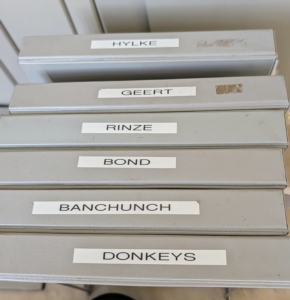 HYLKE
GEERT
RINZE
BOND
BANCHUNCH
DONKEYS